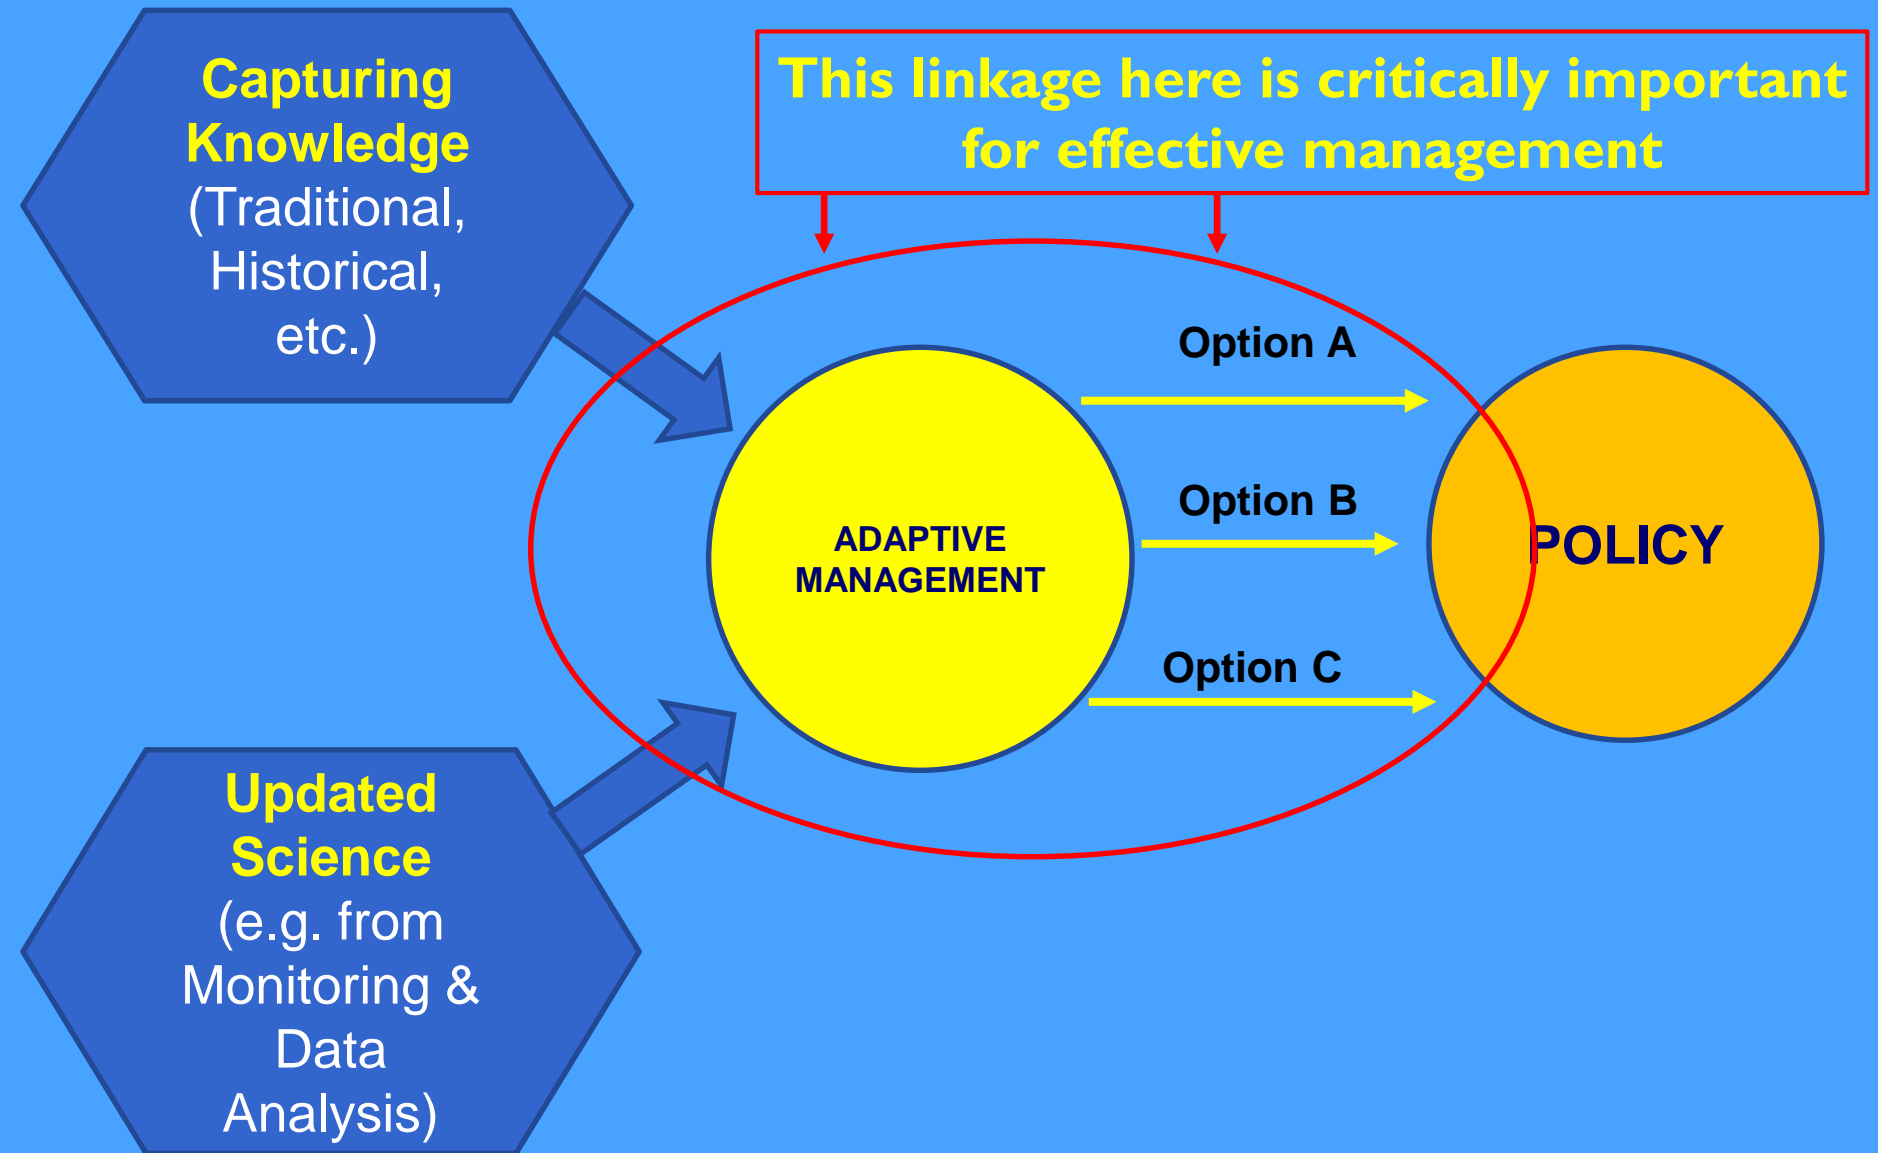 Capturing
Knowledge
(Traditional,
Historical,
etc.)
This linkage here is critically important
for effective management
Option A
Option B
Option C
ADAPTIVE
MANAGEMENT
POLICY
Updated
Science
(e.g. from
Monitoring &
Data
Analysis)